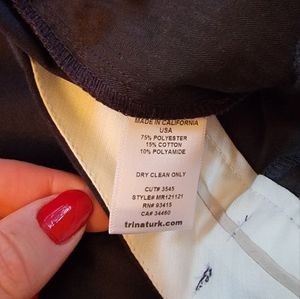 MADE IN CALIFORNIA
USA
75% POLYESTER
15% COTTON
10% POLYAMIDE
DRY CLEAN ONLY
CUT# 3545
STYLE# MR121121
RN# 93415
CA# 34460
trinaturk.com